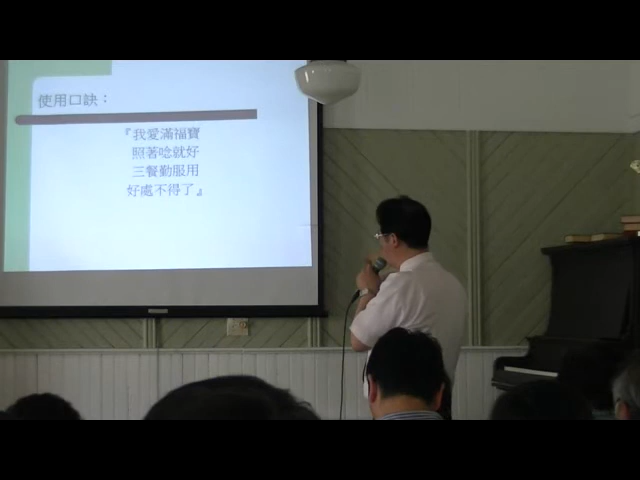 使用口訣：
『我愛滿福寶
照著唸就好
三餐勤服用
好處不得了』